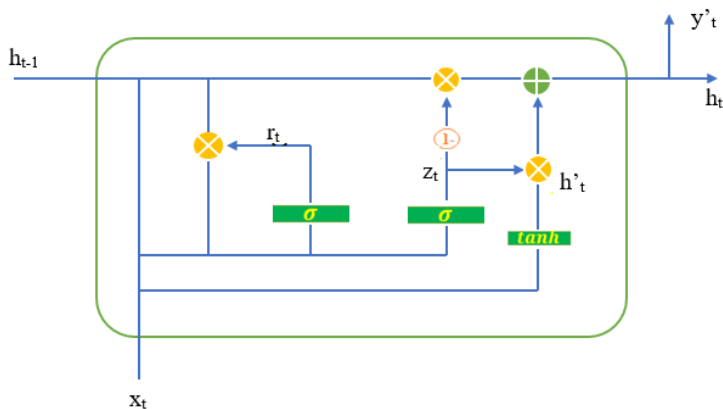 y'ₜ
hₜ₋₁
hₜ
rₜ
1-
zₜ
h'ₜ
σ
σ
tanh
xₜ